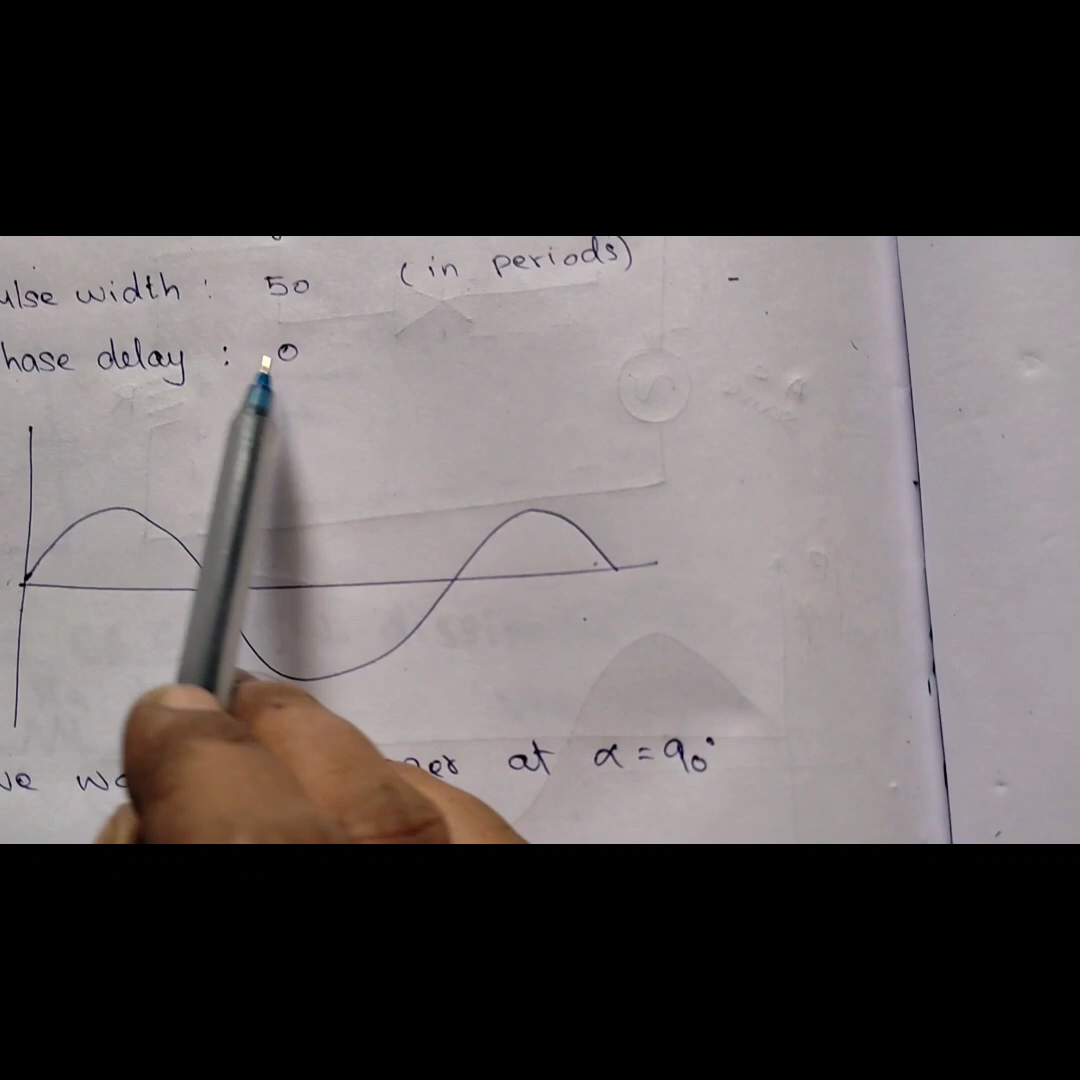 ulse width : 50 (in periods)
hase delay : 0
at α = 90°